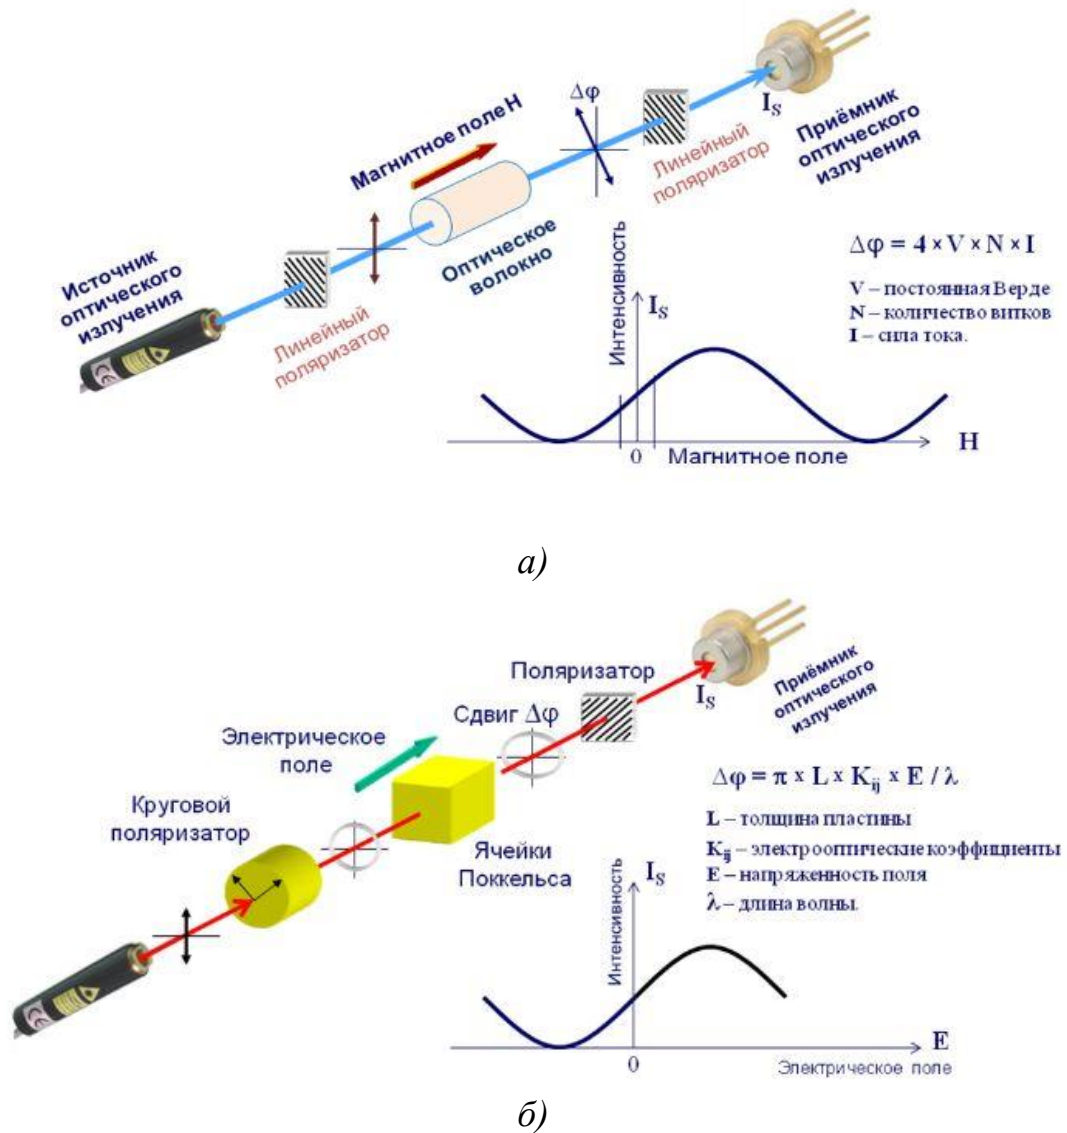 Δφ
I_S
Приёмник
оптического
излучения
Магнитное поле H
Линейный
поляризатор
Оптическое
волокно
Источник
оптического
излучения
CE
Линейный
поляризатор
Δφ = 4 × V × N × I
V – постоянная Верде
N – количество витков
I – сила тока.
Интенсивность
I_S
0
Магнитное поле
H
а)
Поляризатор
I_S
Приёмник
оптического
излучения
Сдвиг Δφ
Электрическое
поле
Круговой
поляризатор
Ячейки
Поккельса
CE
Δφ = π × L × K_ij × E / λ
L – толщина пластины
K_ij – электрооптические коэффициенты
E – напряженность поля
λ – длина волны.
Интенсивность
I_S
0
E
Электрическое поле
б)